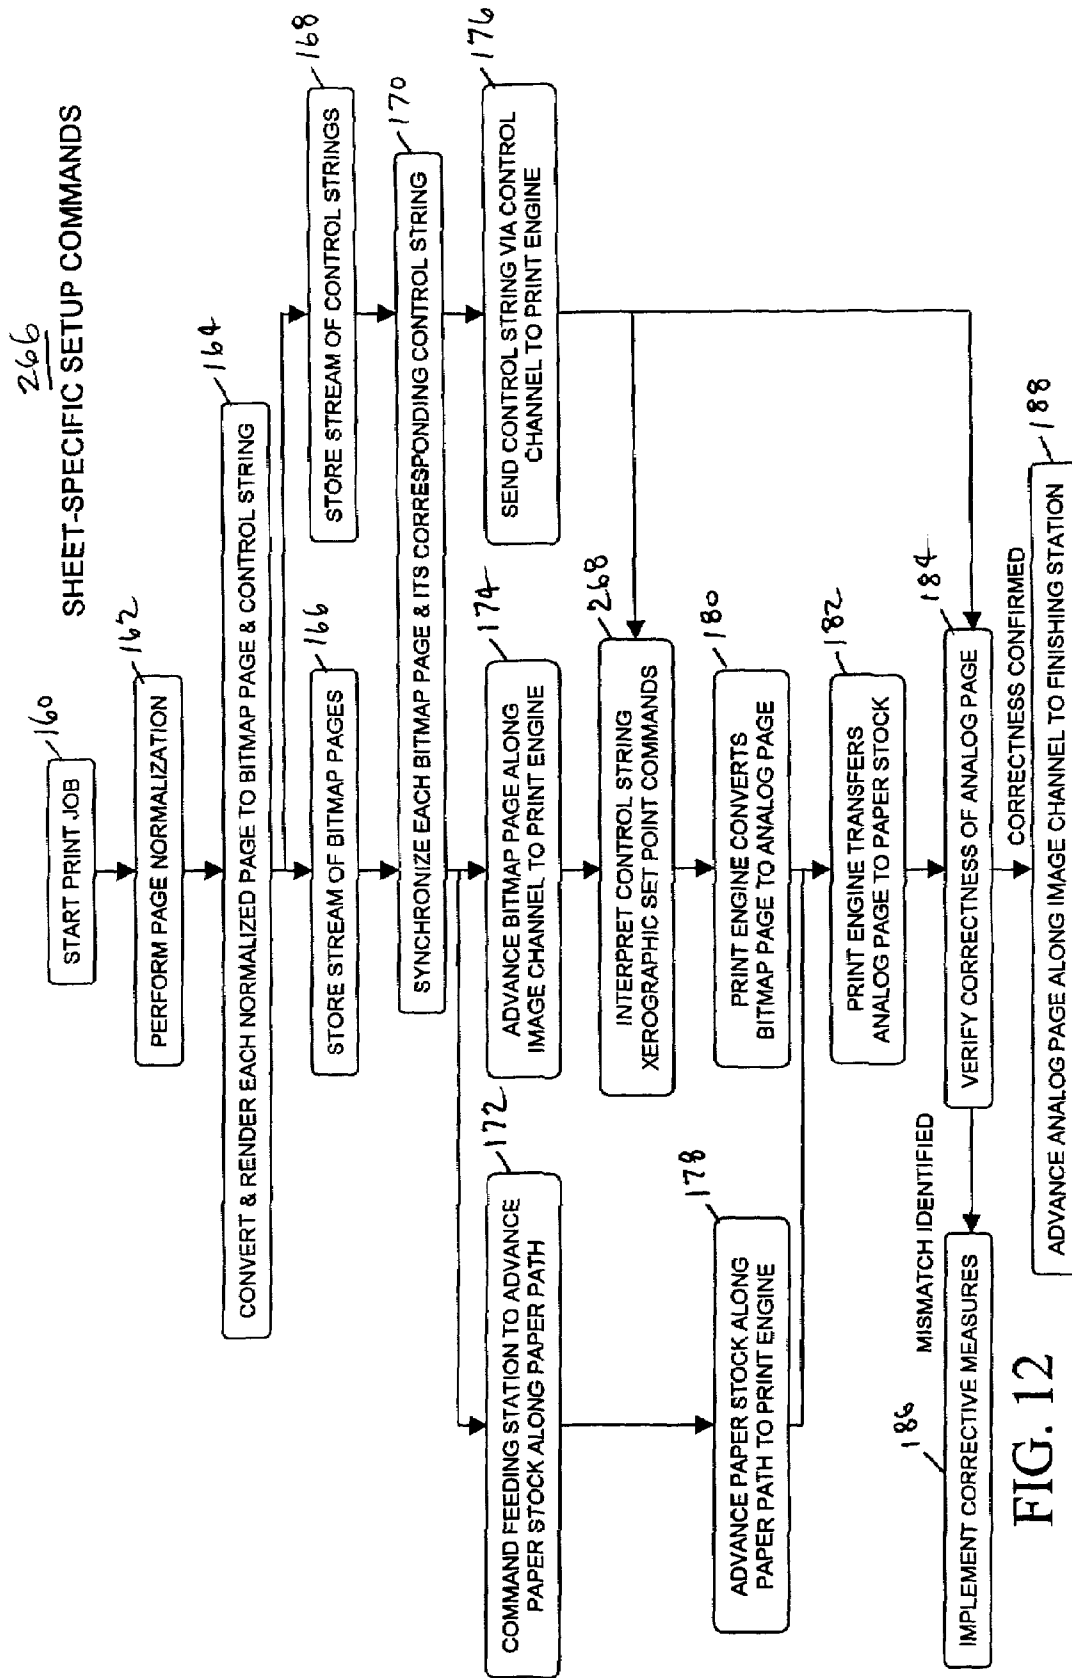 266
SHEET-SPECIFIC SETUP COMMANDS
160
START PRINT JOB
162
PERFORM PAGE NORMALIZATION
164
CONVERT & RENDER EACH NORMALIZED PAGE TO BITMAP PAGE & CONTROL STRING
166
STORE STREAM OF BITMAP PAGES
168
STORE STREAM OF CONTROL STRINGS
170
SYNCHRONIZE EACH BITMAP PAGE & ITS CORRESPONDING CONTROL STRING
172
COMMAND FEEDING STATION TO ADVANCE
PAPER STOCK ALONG PAPER PATH
174
ADVANCE BITMAP PAGE ALONG
IMAGE CHANNEL TO PRINT ENGINE
176
SEND CONTROL STRING VIA CONTROL
CHANNEL TO PRINT ENGINE
268
INTERPRET CONTROL STRING
XEROGRAPHIC SET POINT COMMANDS
178
ADVANCE PAPER STOCK ALONG
PAPER PATH TO PRINT ENGINE
180
PRINT ENGINE CONVERTS
BITMAP PAGE TO ANALOG PAGE
182
PRINT ENGINE TRANSFERS
ANALOG PAGE TO PAPER STOCK
184
VERIFY CORRECTNESS OF ANALOG PAGE
MISMATCH IDENTIFIED
CORRECTNESS CONFIRMED
186
IMPLEMENT CORRECTIVE MEASURES
188
ADVANCE ANALOG PAGE ALONG IMAGE CHANNEL TO FINISHING STATION
FIG. 12